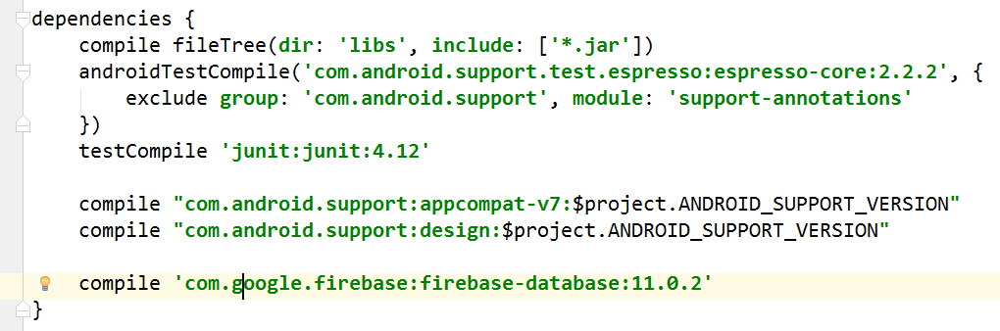 dependencies {
    compile fileTree(dir: 'libs', include: ['*.jar'])
    androidTestCompile('com.android.support.test.espresso:espresso-core:2.2.2', {
        exclude group: 'com.android.support', module: 'support-annotations'
    })
    testCompile 'junit:junit:4.12'

    compile "com.android.support:appcompat-v7:$project.ANDROID_SUPPORT_VERSION"
    compile "com.android.support:design:$project.ANDROID_SUPPORT_VERSION"

    compile 'com.google.firebase:firebase-database:11.0.2'
}